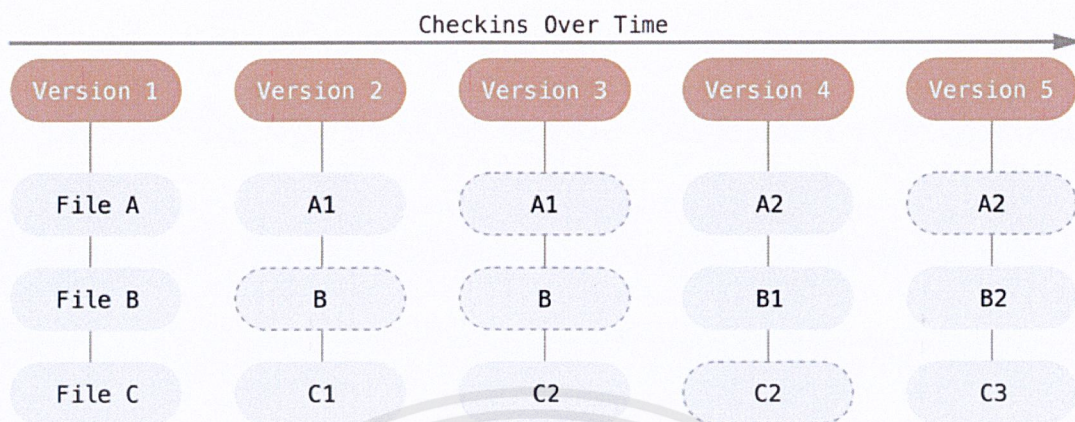 Checkins Over Time
Version 1 Version 2 Version 3 Version 4 Version 5
File A A1 A1 A2 A2
File B B B B1 B2
File C C1 C2 C2 C3